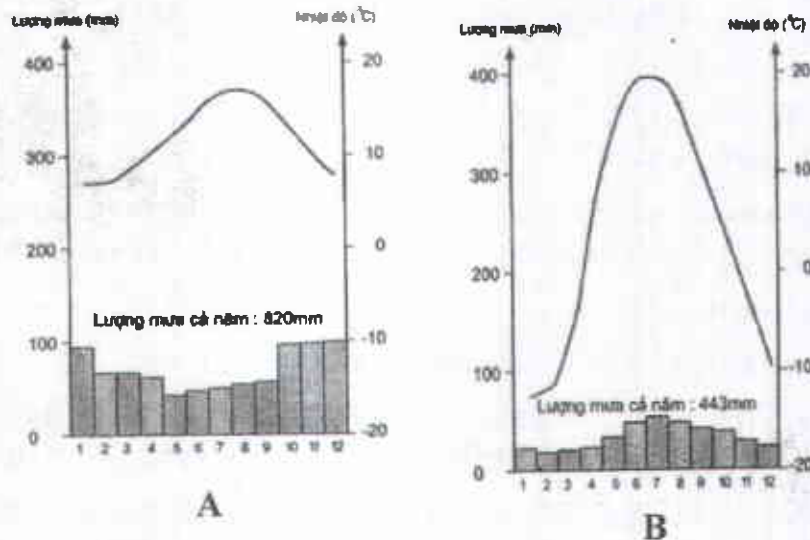 Lượng mưa (mm)
Nhiệt độ (°C)
400
300
200
100
0
20
10
0
-10
-20
Lượng mưa cả năm : 820mm
1 2 3 4 5 6 7 8 9 10 11 12
A
Lượng mưa (mm)
Nhiệt độ (°C)
400
300
200
100
0
20
10
0
-10
-20
Lượng mưa cả năm : 443mm
1 2 3 4 5 6 7 8 9 10 11 12
B